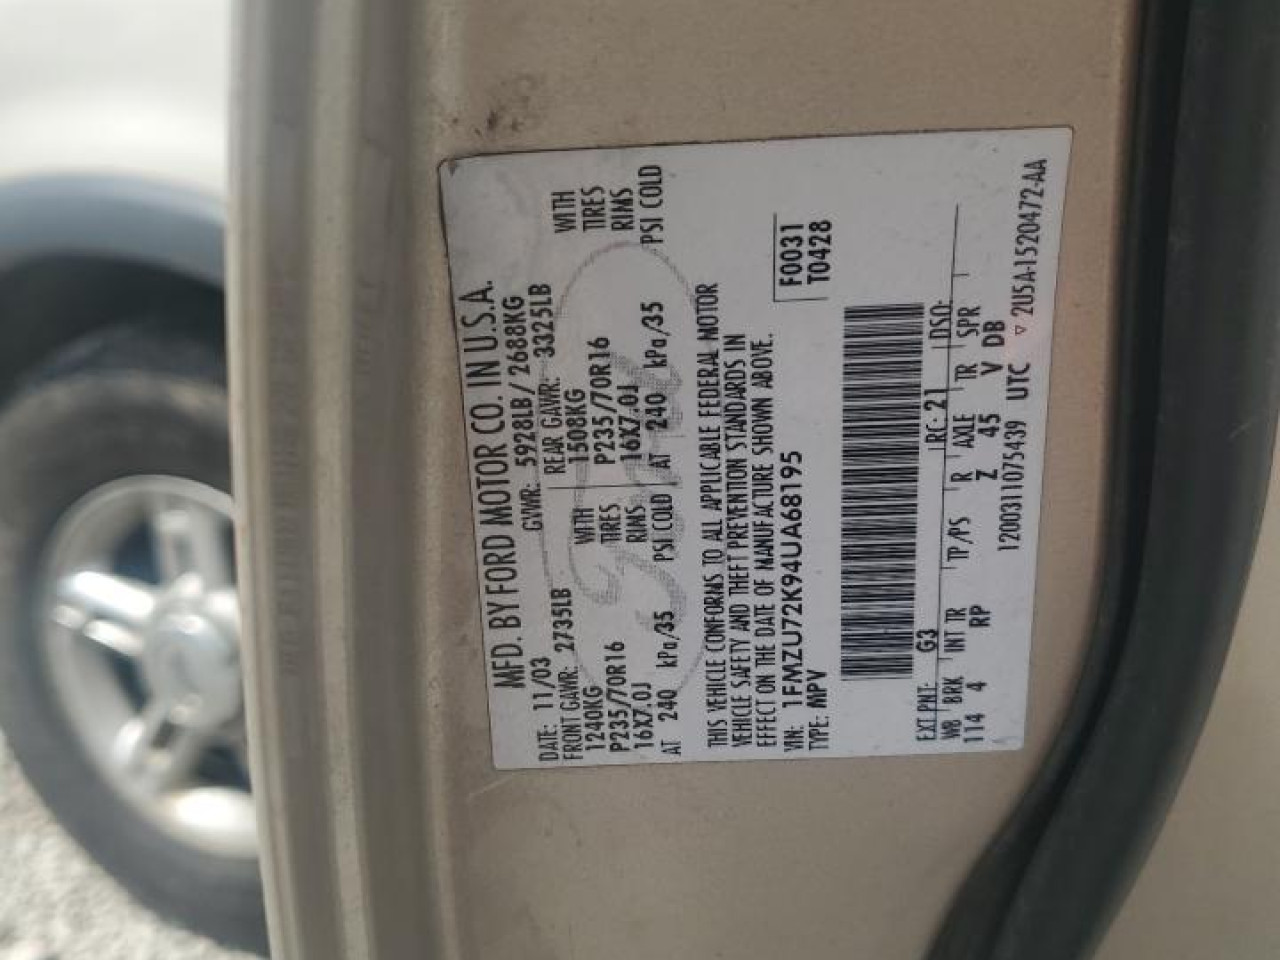 MFD. BY FORD MOTOR CO. IN U.S.A.
DATE: 11/03 GVWR: 5928LB/2688KG
FRONT GAWR: 2735LB REAR GAWR: 3325LB
1240KG WITH 1508KG WITH
P235/70R16 TIRES P235/70R16 TIRES
16X7.0J RIMS 16X7.0J RIMS
AT 240 kPa/35 PSI COLD AT 240 kPa/35 PSI COLD
THIS VEHICLE CONFORMS TO ALL APPLICABLE FEDERAL MOTOR
VEHICLE SAFETY AND THEFT PREVENTION STANDARDS IN
EFFECT ON THE DATE OF MANUFACTURE SHOWN ABOVE.
VIN: 1FMZU72K94UA68195 F0031
TYPE: MPV T0428
EXT PNT: G3 RC: 21 DSO:
WB BRK INT TR TP/PS R AXLE TR SPR
114 4 RP Z 45 V DB
1200311075439 UTC ▽ 2U5A-1520472-AA